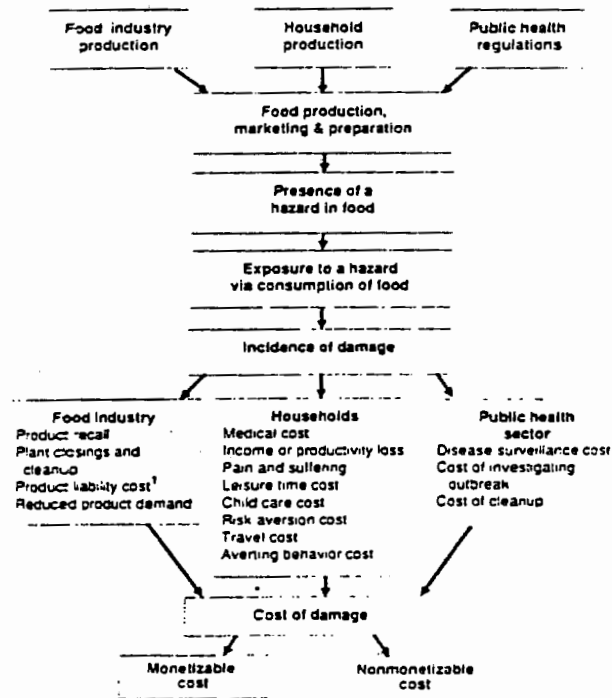 Food industry
production
Household
production
Public health
regulations
Food production,
marketing & preparation
Presence of a
hazard in food
Exposure to a hazard
via consumption of food
Incidence of damage
Food Industry
Product recall
Plant closings and
cleanup
Product liability cost¹
Reduced product demand
Households
Medical cost
Income or productivity loss
Pain and suffering
Leisure time cost
Child care cost
Risk aversion cost
Travel cost
Averting behavior cost
Public health
sector
Disease surveillance cost
Cost of investigating
outbreak
Cost of cleanup
Cost of damage
Monetizable
cost
Nonmonetizable
cost